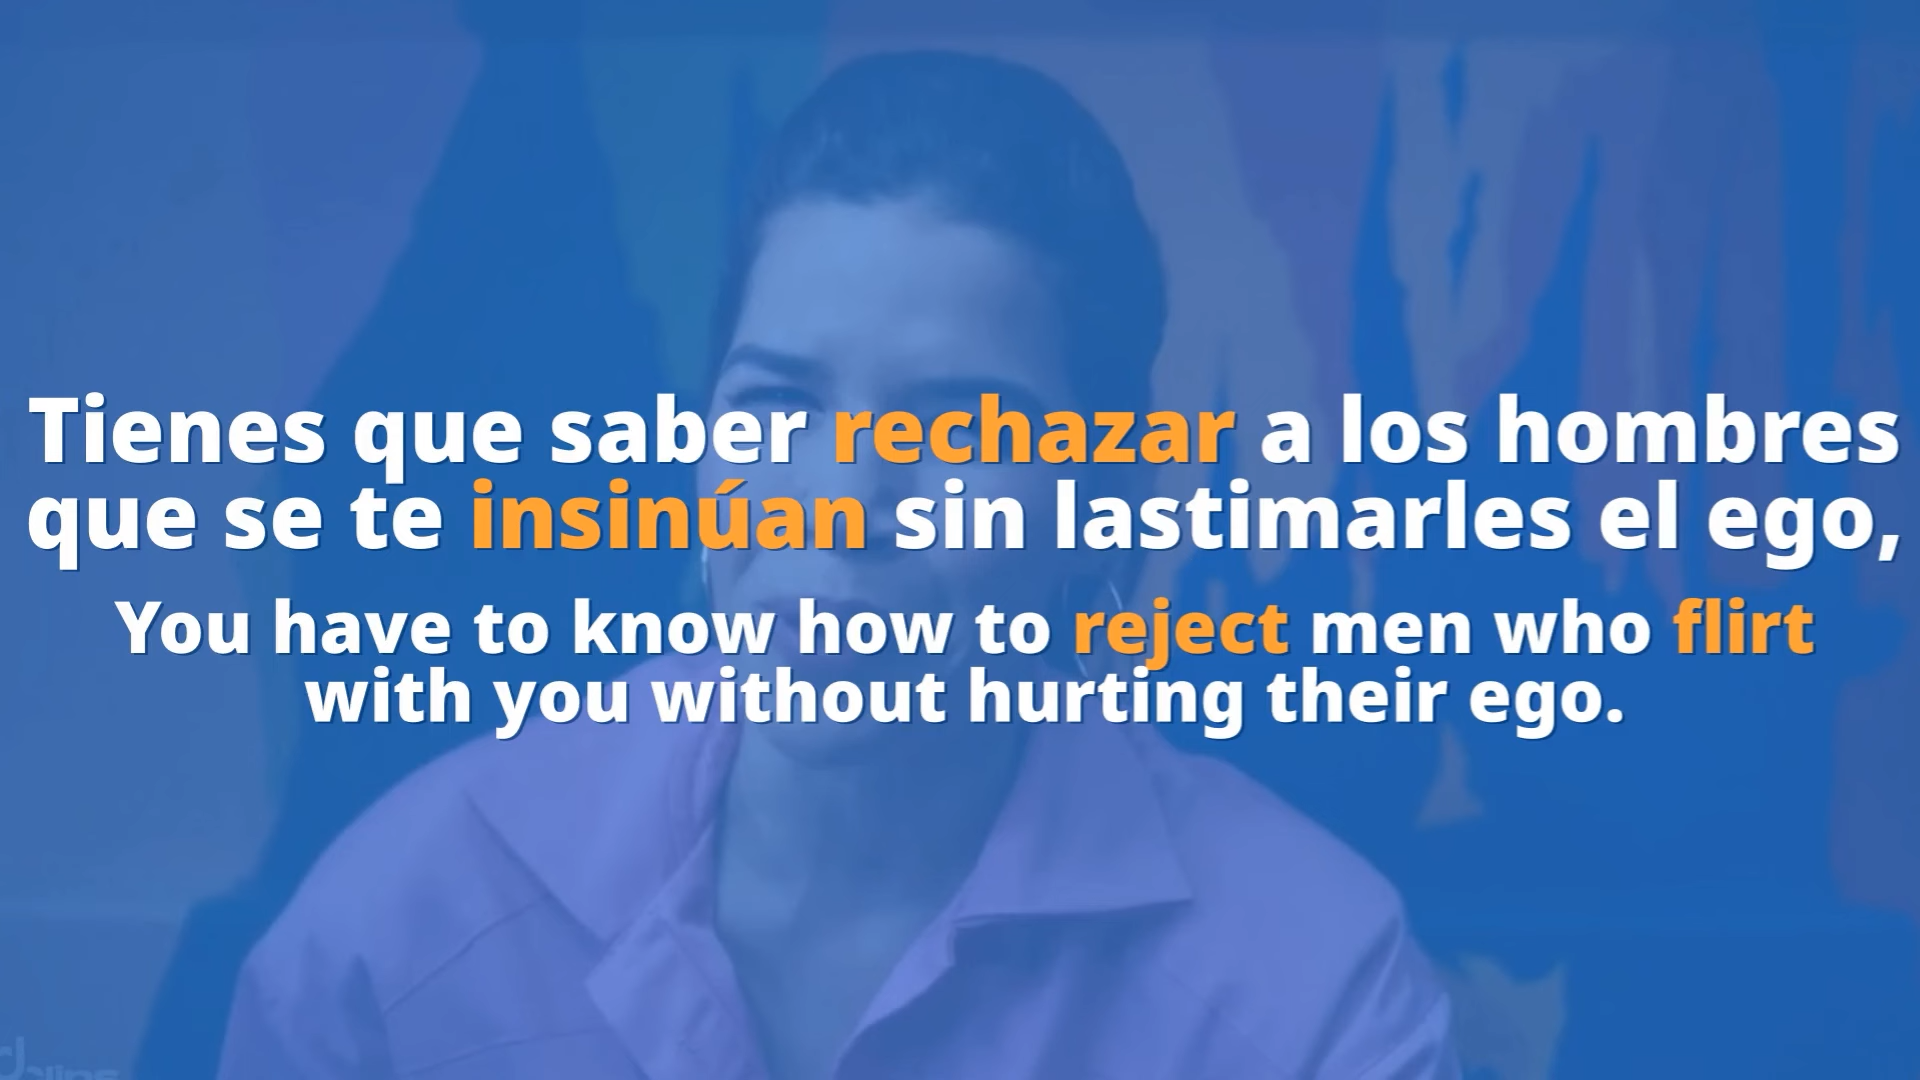 Tienes que saber rechazar a los hombres
que se te insinúan sin lastimarles el ego,
You have to know how to reject men who flirt
with you without hurting their ego.